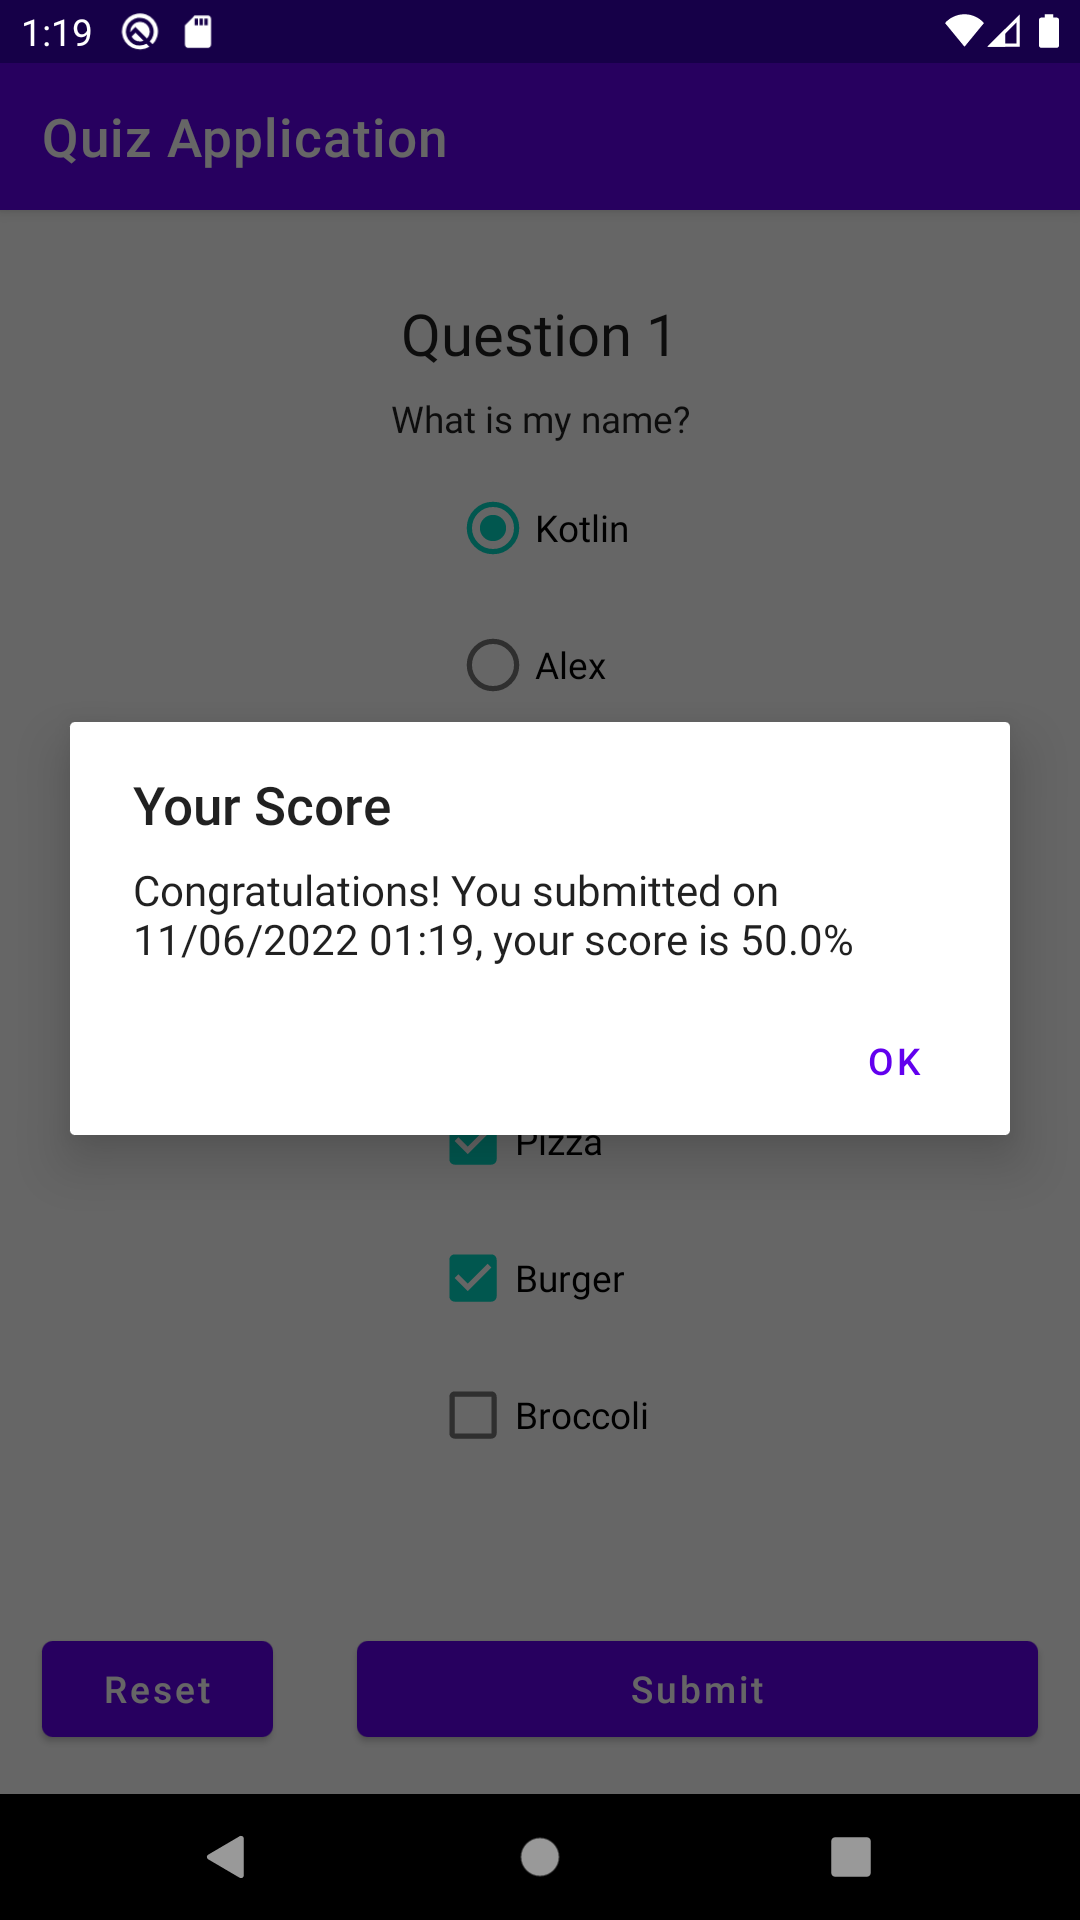 1:19
Quiz Application
Question 1
What is my name?
Kotlin
Alex
Your Score
Congratulations! You submitted on
11/06/2022 01:19, your score is 50.0%
OK
Pizza
Burger
Broccoli
Reset
Submit